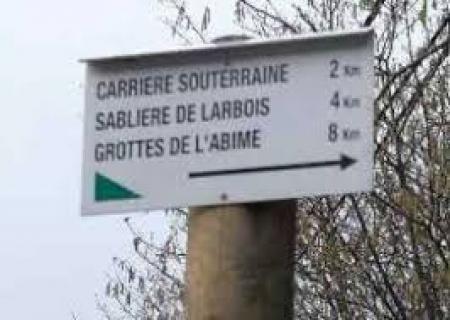 CARRIERE SOUTERRAINE 2 Km
SABLIERE DE LARBOIS 4 Km
GROTTES DE L'ABIME 8 Km